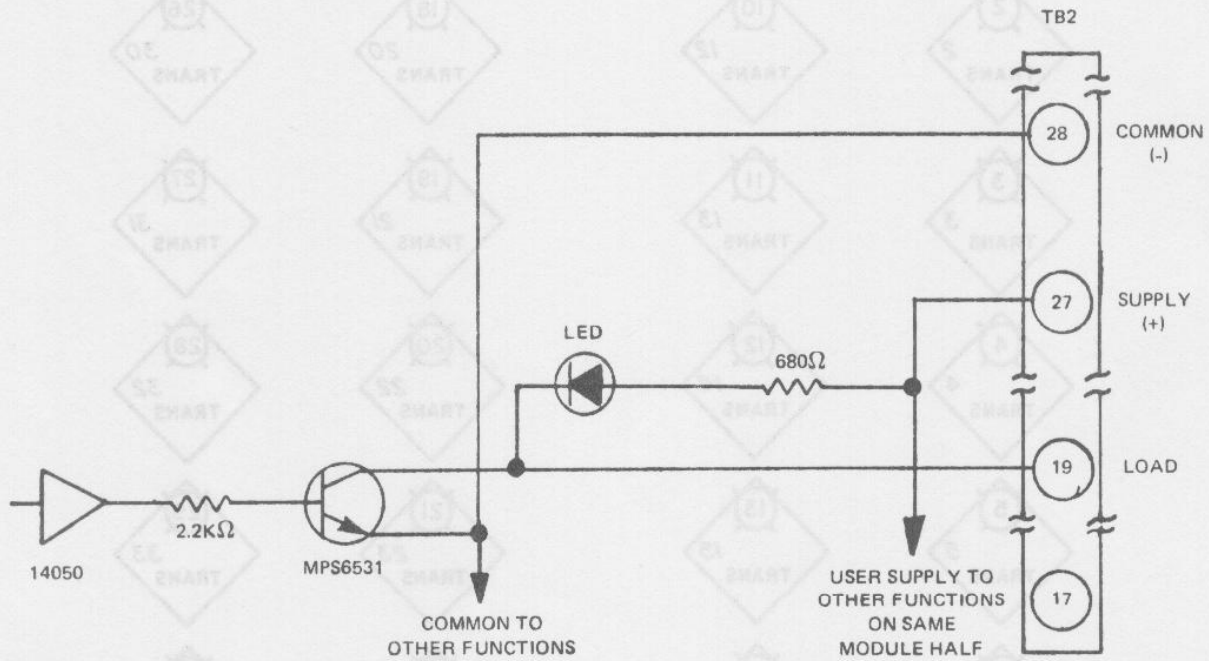 TB2
28
COMMON
(-)
27
SUPPLY
(+)
LED
680Ω
19
LOAD
2.2KΩ
14050
MPS6531
17
COMMON TO
OTHER FUNCTIONS
USER SUPPLY TO
OTHER FUNCTIONS
ON SAME
MODULE HALF